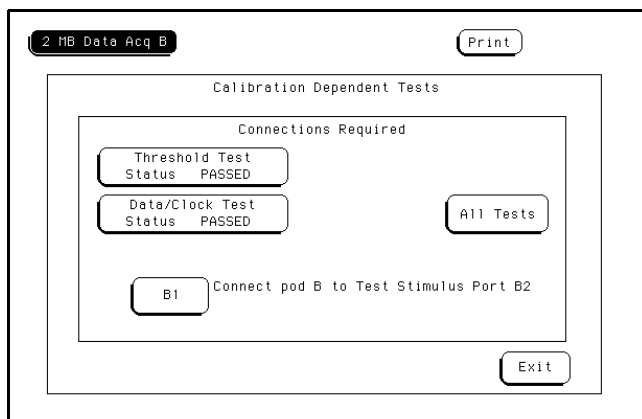 2 MB Data Acq B
Print
Calibration Dependent Tests
Connections Required
Threshold Test
Status PASSED
Data/Clock Test
Status PASSED
All Tests
B1
Connect pod B to Test Stimulus Port B2
Exit